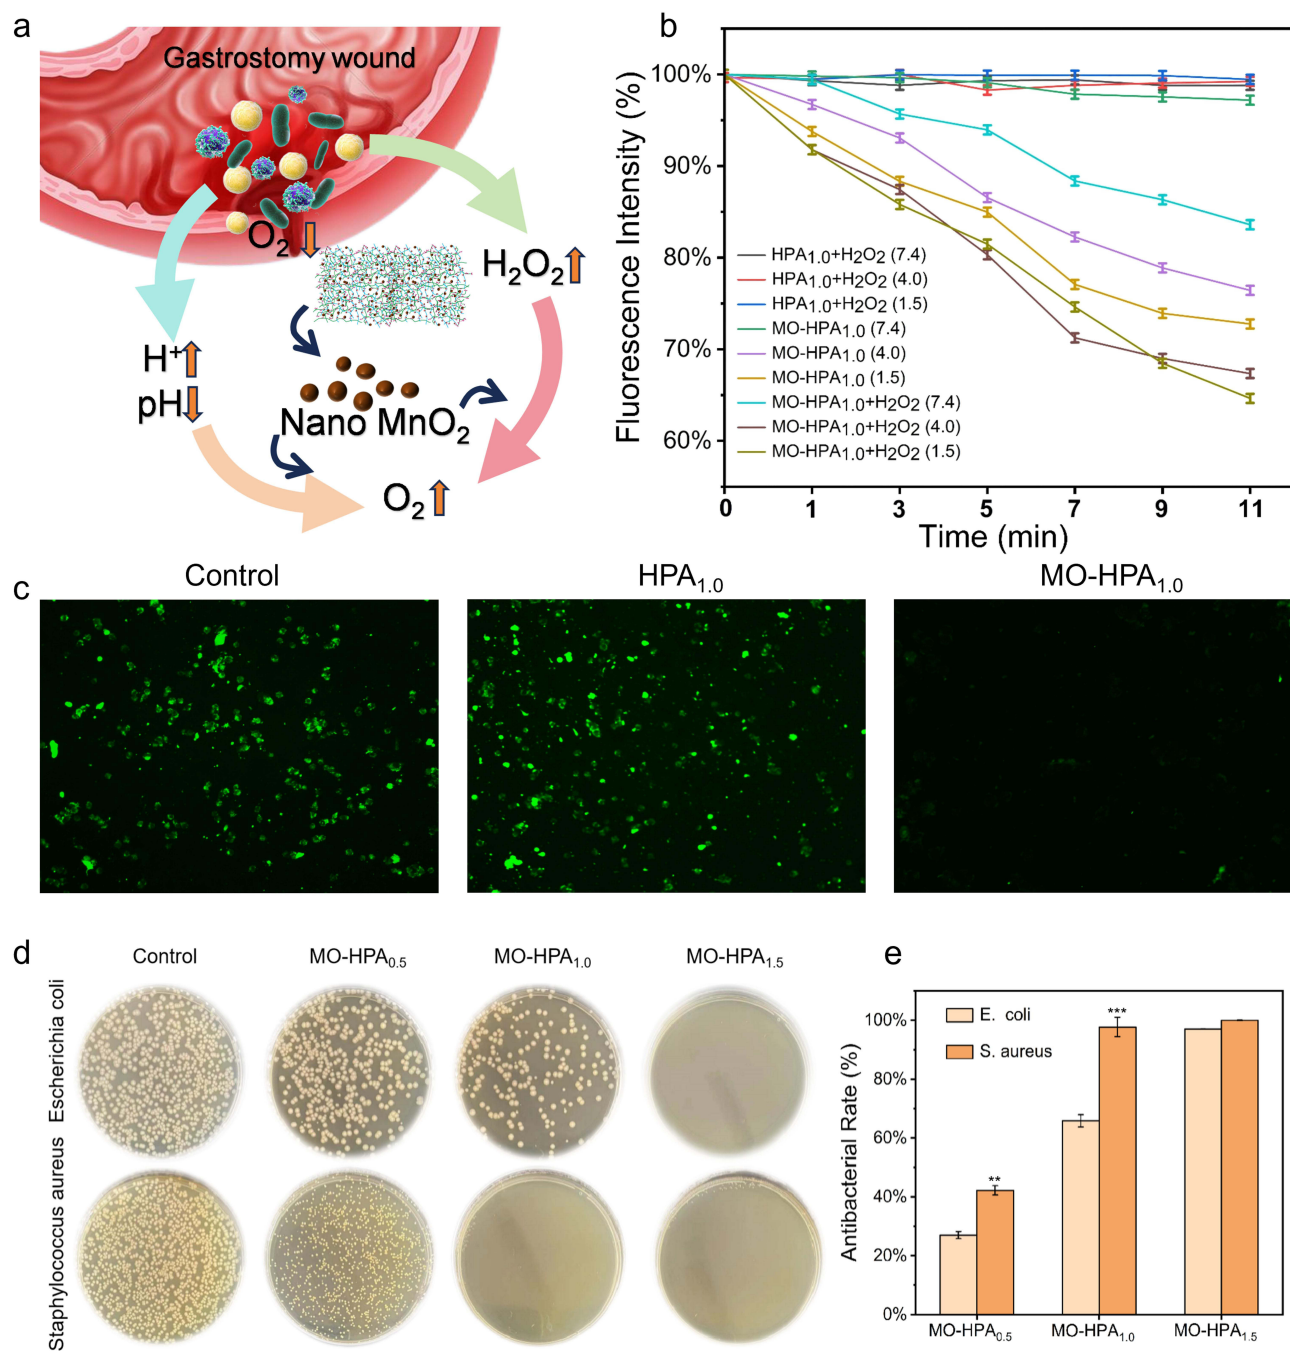 a
Gastrostomy wound
O₂
H₂O₂
H⁺
pH
Nano MnO₂
O₂
b
Fluorescence Intensity (%)
100%
90%
80%
70%
60%
HPA₁.₀+H₂O₂ (7.4)
HPA₁.₀+H₂O₂ (4.0)
HPA₁.₀+H₂O₂ (1.5)
MO-HPA₁.₀ (7.4)
MO-HPA₁.₀ (4.0)
MO-HPA₁.₀ (1.5)
MO-HPA₁.₀+H₂O₂ (7.4)
MO-HPA₁.₀+H₂O₂ (4.0)
MO-HPA₁.₀+H₂O₂ (1.5)
0 1 3 5 7 9 11
Time (min)
c
Control HPA₁.₀ MO-HPA₁.₀
d
Control MO-HPA₀.₅ MO-HPA₁.₀ MO-HPA₁.₅
Escherichia coli
Staphylococcus aureus
e
Antibacterial Rate (%)
100%
80%
60%
40%
20%
0%
E. coli
S. aureus
**
***
MO-HPA₀.₅ MO-HPA₁.₀ MO-HPA₁.₅